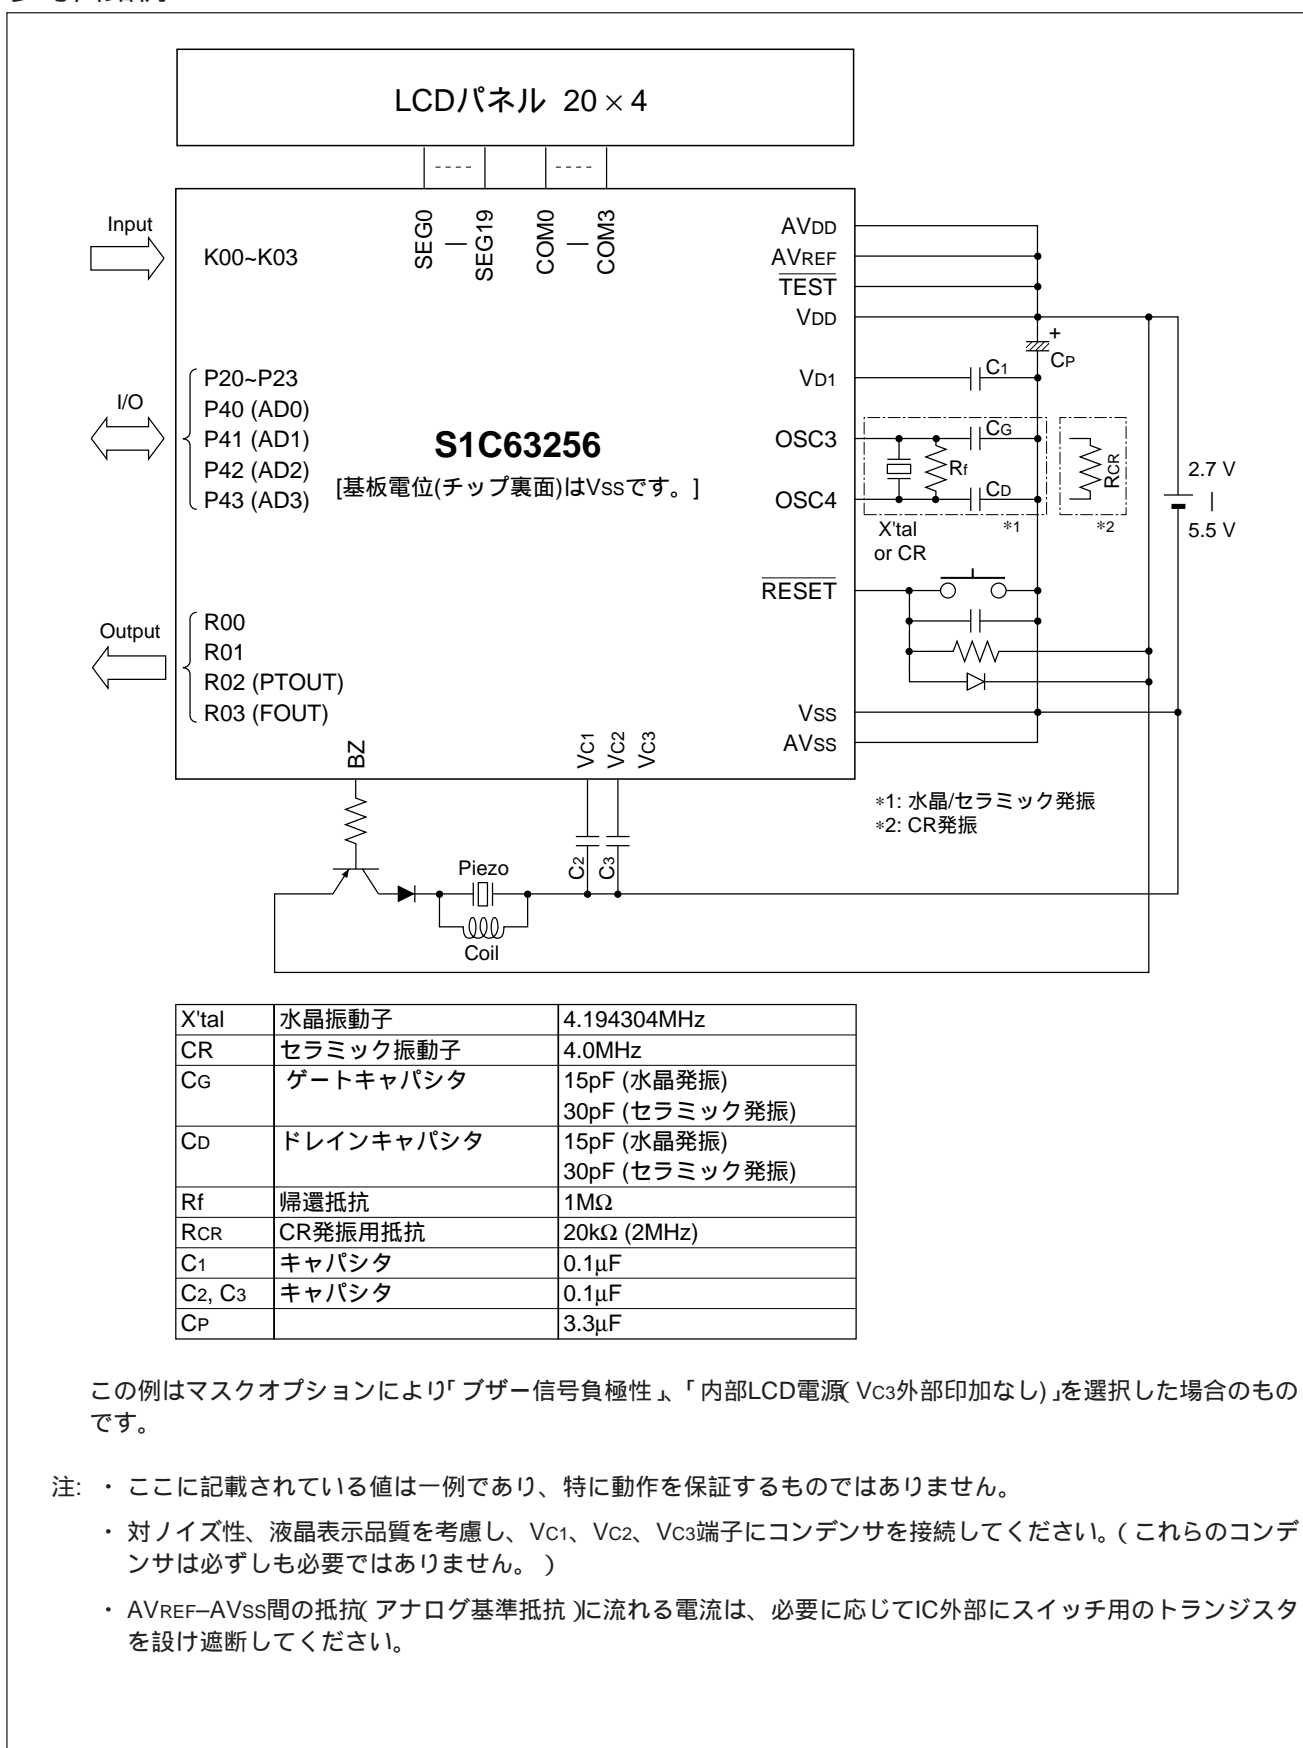 LCDパネル 20 × 4
Input
K00~K03
SEG0
SEG19
COM0
COM3
AVDD
AVREF
TEST
VDD
+
CP
VD1
C1
I/O
P20~P23
P40 (AD0)
P41 (AD1)
P42 (AD2)
P43 (AD3)
S1C63256
[基板電位(チップ裏面)はVssです。]
OSC3
CG
Rf
OSC4
CD
X'tal
or CR
*1
RCR
*2
2.7 V
|
5.5 V
RESET
Output
R00
R01
R02 (PTOUT)
R03 (FOUT)
Vss
AVss
BZ
VC1
VC2
VC3
*1: 水晶/セラミック発振
*2: CR発振
C2
C3
Piezo
Coil
X'tal 水晶振動子 4.194304MHz
CR セラミック振動子 4.0MHz
CG ゲートキャパシタ 15pF (水晶発振)
30pF (セラミック発振)
CD ドレインキャパシタ 15pF (水晶発振)
30pF (セラミック発振)
Rf 帰還抵抗 1MΩ
RCR CR発振用抵抗 20kΩ (2MHz)
C1 キャパシタ 0.1µF
C2, C3 キャパシタ 0.1µF
CP 3.3µF
この例はマスクオプションにより「ブザー信号負極性」、「内部LCD電源(VC3外部印加なし)」を選択した場合のもの
です。
注: ・ ここに記載されている値は一例であり、特に動作を保証するものではありません。
・ 対ノイズ性、液晶表示品質を考慮し、VC1、VC2、VC3端子にコンデンサを接続してください。(これらのコンデ
ンサは必ずしも必要ではありません。)
・ AVREF–AVss間の抵抗(アナログ基準抵抗)に流れる電流は、必要に応じてIC外部にスイッチ用のトランジスタ
を設け遮断してください。